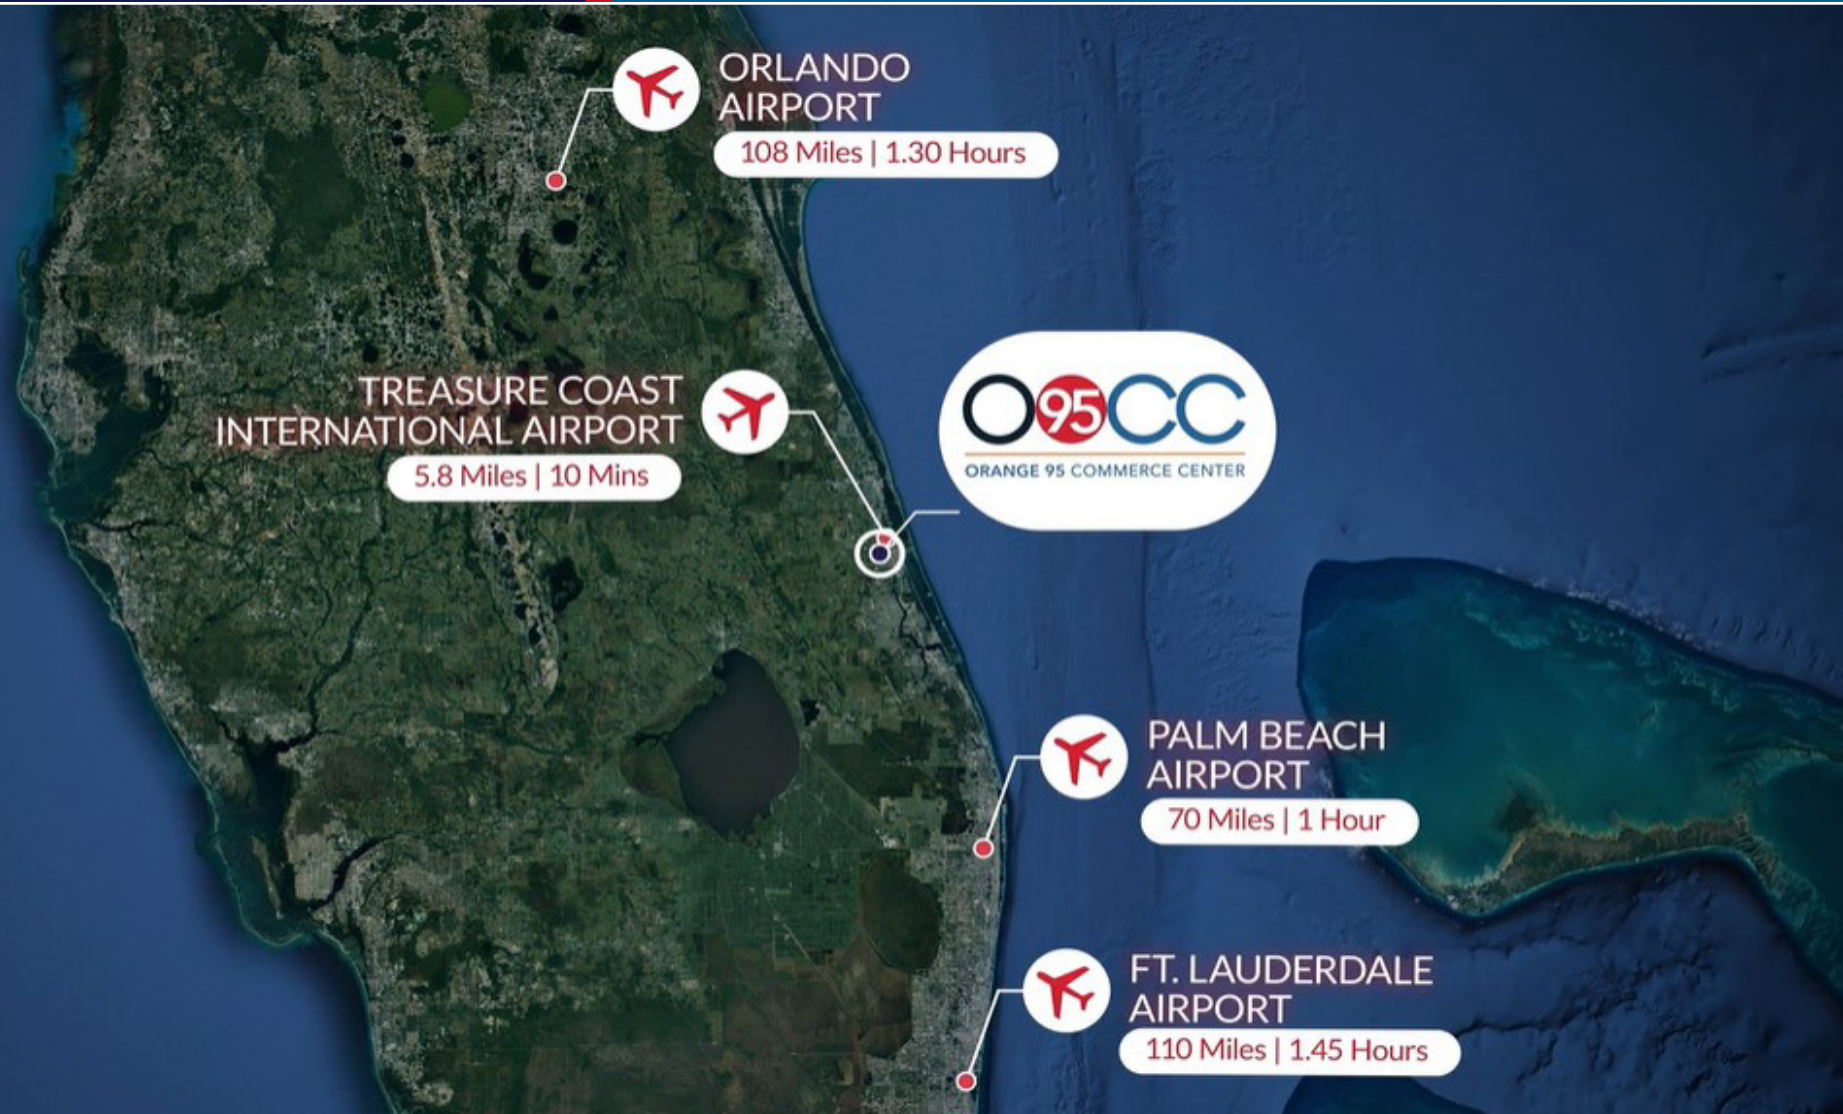 ORLANDO
AIRPORT
108 Miles | 1.30 Hours
TREASURE COAST
INTERNATIONAL AIRPORT
5.8 Miles | 10 Mins
O95CC
ORANGE 95 COMMERCE CENTER
PALM BEACH
AIRPORT
70 Miles | 1 Hour
FT. LAUDERDALE
AIRPORT
110 Miles | 1.45 Hours